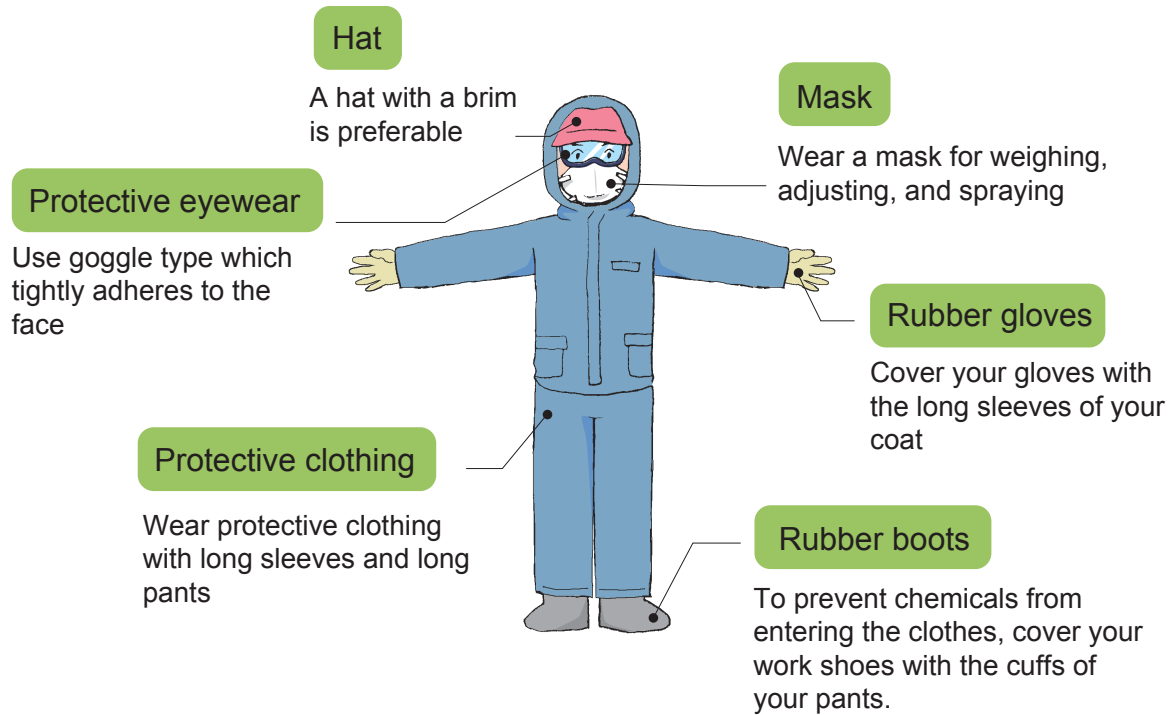 Hat
A hat with a brim
is preferable
Mask
Wear a mask for weighing,
adjusting, and spraying
Protective eyewear
Use goggle type which
tightly adheres to the
face
Rubber gloves
Cover your gloves with
the long sleeves of your
coat
Protective clothing
Wear protective clothing
with long sleeves and long
pants
Rubber boots
To prevent chemicals from
entering the clothes, cover your
work shoes with the cuffs of
your pants.